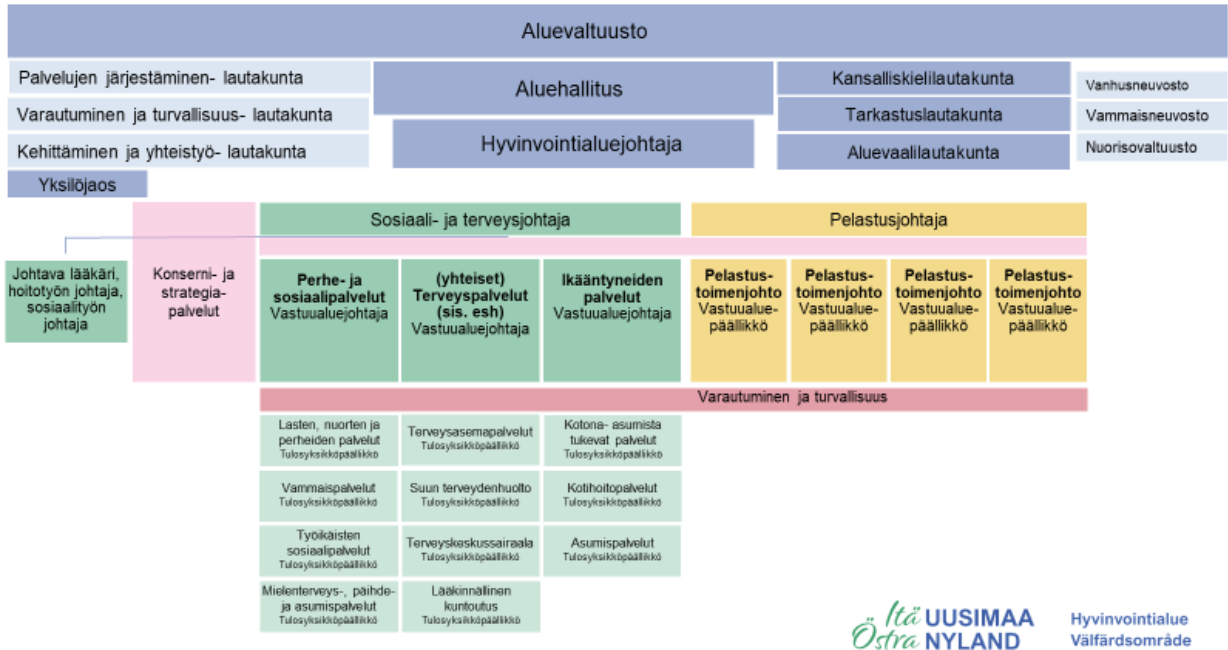 Aluevaltuusto
Palvelujen järjestäminen- lautakunta
Varautuminen ja turvallisuus- lautakunta
Kehittäminen ja yhteistyö- lautakunta
Yksilöjaos
Aluehallitus
Hyvinvointialuejohtaja
Kansalliskielilautakunta
Tarkastuslautakunta
Aluevaalilautakunta
Vanhusneuvosto
Vammaisneuvosto
Nuorisovaltuusto
Sosiaali- ja terveysjohtaja
Pelastusjohtaja
Johtava lääkäri,
hoitotyön johtaja,
sosiaalityön
johtaja
Konserni- ja
strategia-
palvelut
Perhe- ja
sosiaalipalvelut
Vastuualuejohtaja
(yhteiset)
Terveyspalvelut
(sis. esh)
Vastuualuejohtaja
Ikääntyneiden
palvelut
Vastuualuejohtaja
Pelastus-
toimenjohto
Vastuualue-
päällikkö
Pelastus-
toimenjohto
Vastuualue-
päällikkö
Pelastus-
toimenjohto
Vastuualue-
päällikkö
Pelastus-
toimenjohto
Vastuualue-
päällikkö
Varautuminen ja turvallisuus
Lasten, nuorten ja
perheiden palvelut
Tulosyksikköpäällikkö
Terveysasemapalvelut
Tulosyksikköpäällikkö
Kotona- asumista
tukevat palvelut
Tulosyksikköpäällikkö
Vammaispalvelut
Tulosyksikköpäällikkö
Suun terveydenhuolto
Tulosyksikköpäällikkö
Kotihoitopalvelut
Tulosyksikköpäällikkö
Työikäisten
sosiaalipalvelut
Tulosyksikköpäällikkö
Terveyskeskussairaala
Tulosyksikköpäällikkö
Asumispalvelut
Tulosyksikköpäällikkö
Mielenterveys-, päihde-
ja asumispalvelut
Tulosyksikköpäällikkö
Lääkinnällinen
kuntoutus
Tulosyksikköpäällikkö
Itä UUSIMAA
Östra NYLAND
Hyvinvointialue
Välfärdsområde